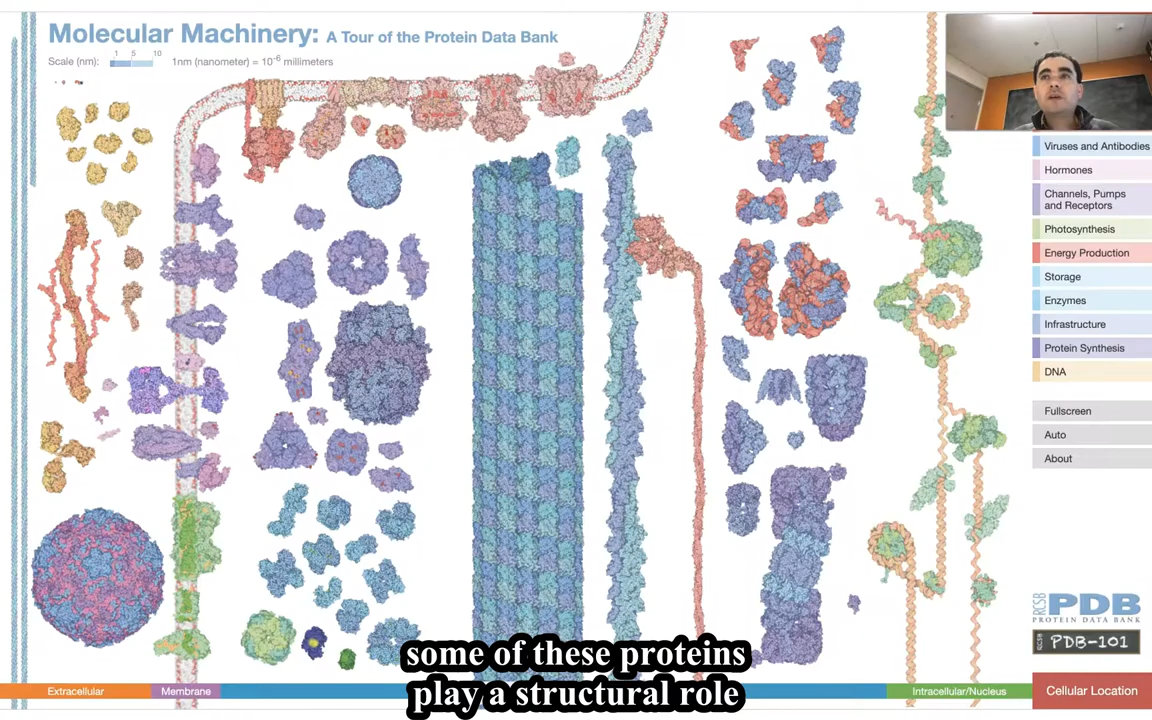 Molecular Machinery: A Tour of the Protein Data Bank
1 5 10
Scale (nm): 1nm (nanometer) = 10⁻⁶ millimeters
Viruses and Antibodies
Hormones
Channels, Pumps
and Receptors
Photosynthesis
Energy Production
Storage
Enzymes
Infrastructure
Protein Synthesis
DNA
Fullscreen
Auto
About
RCSB PDB
PROTEIN DATA BANK
RCSB PDB-101
some of these proteins
play a structural role
Extracellular Membrane Intracellular/Nucleus Cellular Location